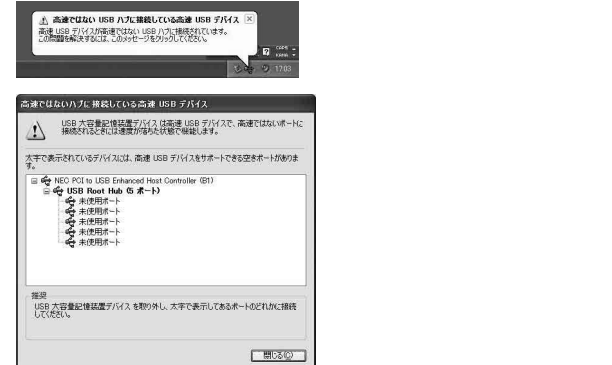 高速ではない USB ハブに接続している高速 USB デバイス
高速 USB デバイスが高速ではない USB ハブに接続されています。
この問題を解決するには、このメッセージをクリックしてください。
CAPS
KANA
17:03
高速ではないハブに接続している高速 USB デバイス
USB 大容量記憶装置デバイス は高速 USB デバイスで、高速ではないポートに
接続されるときには速度が落ちた状態で機能します。
太字で表示されているデバイスには、高速 USB デバイスをサポートできる空きポートがありま
す。
NEC PCI to USB Enhanced Host Controller (B1)
USB Root Hub (5 ポート)
未使用ポート
未使用ポート
未使用ポート
未使用ポート
未使用ポート
推奨
USB 大容量記憶装置デバイス を取り外し、太字で表示してあるポートのどれかに接続
してください。
閉じる(C)